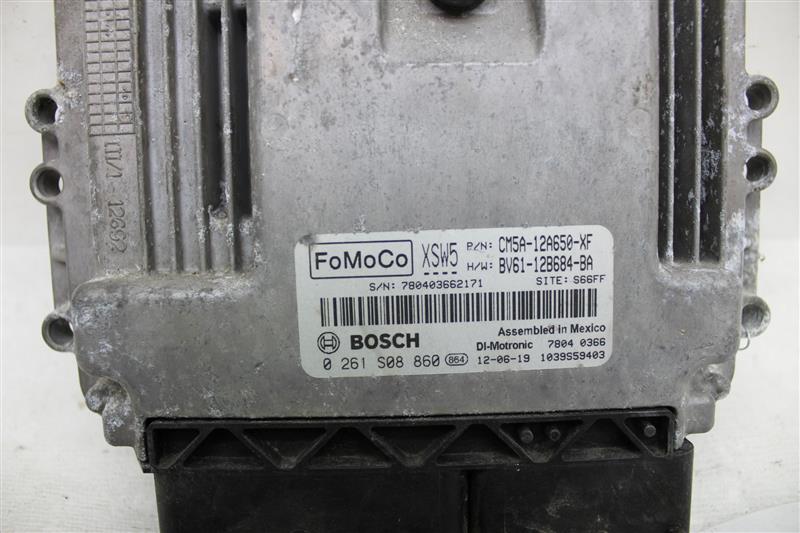 FoMoCo XSW5 P/N: CM5A-12A650-XF
H/W: BV61-12B684-BA
S/N: 780403662171 SITE: S66FF
BOSCH Assembled in Mexico
DI-Motronic 7804 0366
0 261 S08 860 864 12-06-19 1039S59403